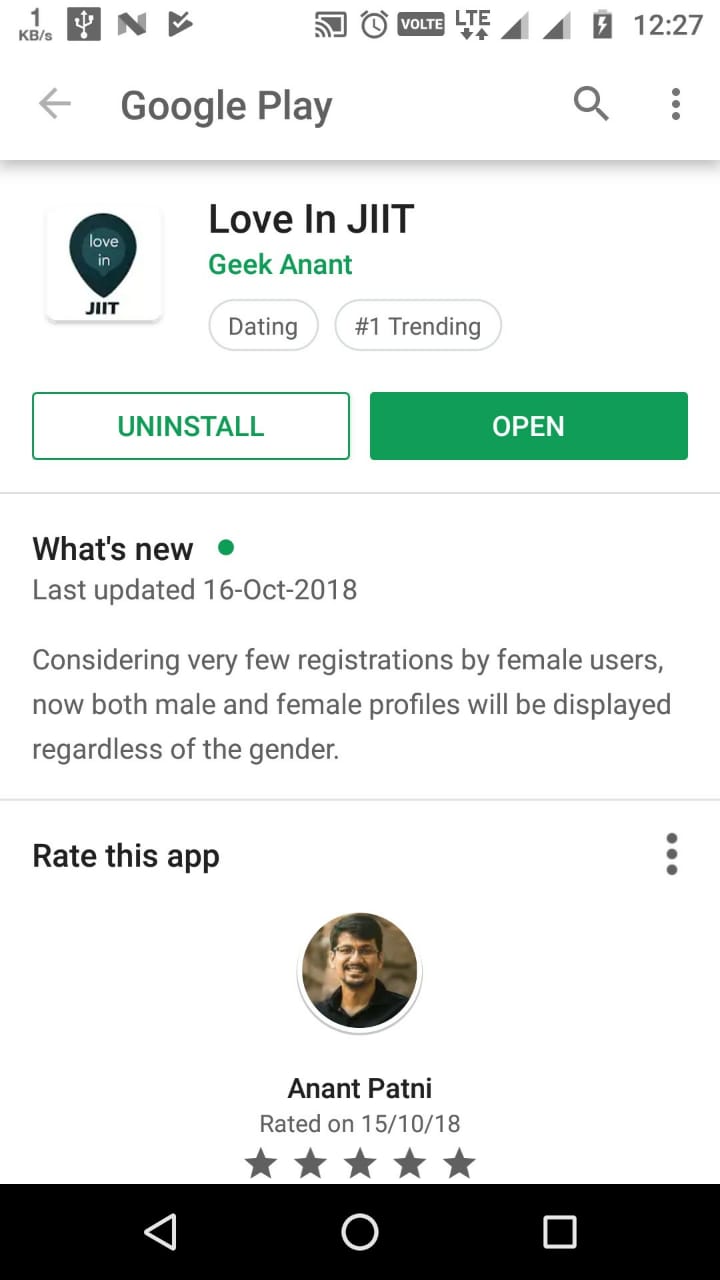 1
KB/s
VOLTE
LTE
12:27
Google Play
love
in
JIIT
Love In JIIT
Geek Anant
Dating
#1 Trending
UNINSTALL
OPEN
What's new
Last updated 16-Oct-2018
Considering very few registrations by female users,
now both male and female profiles will be displayed
regardless of the gender.
Rate this app
Anant Patni
Rated on 15/10/18